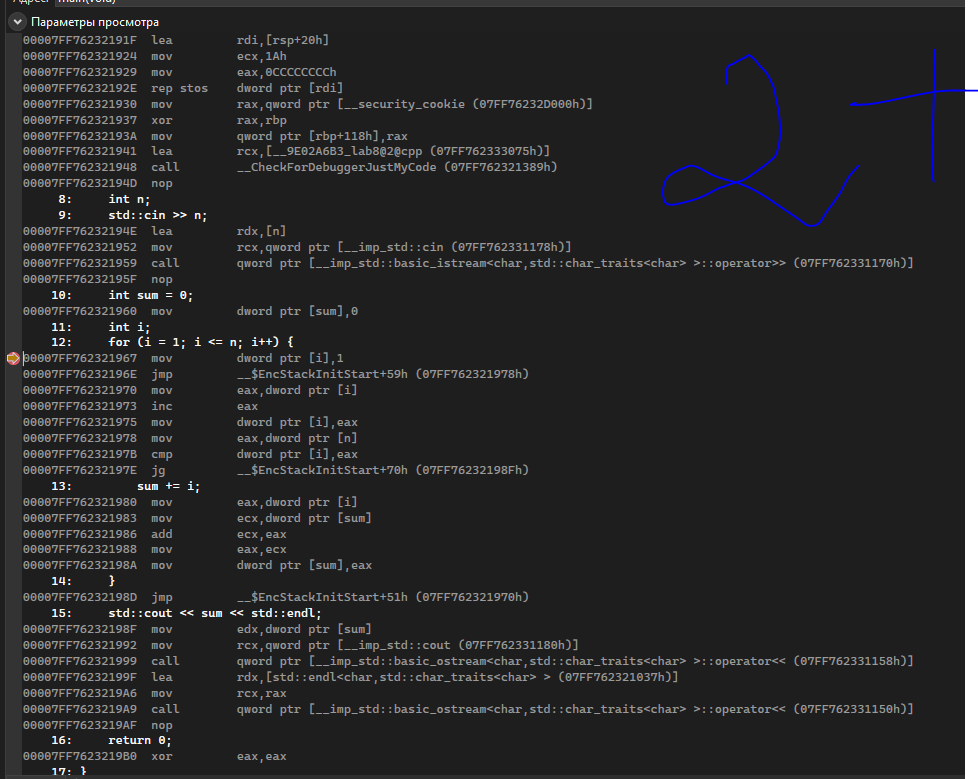 Адрес: main(void)
Параметры просмотра
00007FF76232191F lea rdi,[rsp+20h]
00007FF762321924 mov ecx,1Ah
00007FF762321929 mov eax,0CCCCCCCCh
00007FF76232192E rep stos dword ptr [rdi]
00007FF762321930 mov rax,qword ptr [__security_cookie (07FF76232D000h)]
00007FF762321937 xor rax,rbp
00007FF76232193A mov qword ptr [rbp+118h],rax
00007FF762321941 lea rcx,[__9E02A6B3_lab8@2@cpp (07FF762333075h)]
00007FF762321948 call __CheckForDebuggerJustMyCode (07FF762321389h)
00007FF76232194D nop
8: int n;
9: std::cin >> n;
00007FF76232194E lea rdx,[n]
00007FF762321952 mov rcx,qword ptr [__imp_std::cin (07FF762331178h)]
00007FF762321959 call qword ptr [__imp_std::basic_istream<char,std::char_traits<char> >::operator>> (07FF762331170h)]
00007FF76232195F nop
10: int sum = 0;
00007FF762321960 mov dword ptr [sum],0
11: int i;
12: for (i = 1; i <= n; i++) {
00007FF762321967 mov dword ptr [i],1
00007FF76232196E jmp __$EncStackInitStart+59h (07FF762321978h)
00007FF762321970 mov eax,dword ptr [i]
00007FF762321973 inc eax
00007FF762321975 mov dword ptr [i],eax
00007FF762321978 mov eax,dword ptr [n]
00007FF76232197B cmp dword ptr [i],eax
00007FF76232197E jg __$EncStackInitStart+70h (07FF76232198Fh)
13: sum += i;
00007FF762321980 mov eax,dword ptr [i]
00007FF762321983 mov ecx,dword ptr [sum]
00007FF762321986 add ecx,eax
00007FF762321988 mov eax,ecx
00007FF76232198A mov dword ptr [sum],eax
14: }
00007FF76232198D jmp __$EncStackInitStart+51h (07FF762321970h)
15: std::cout << sum << std::endl;
00007FF76232198F mov edx,dword ptr [sum]
00007FF762321992 mov rcx,qword ptr [__imp_std::cout (07FF762331180h)]
00007FF762321999 call qword ptr [__imp_std::basic_ostream<char,std::char_traits<char> >::operator<< (07FF762331158h)]
00007FF76232199F lea rdx,[std::endl<char,std::char_traits<char> > (07FF762321037h)]
00007FF7623219A6 mov rcx,rax
00007FF7623219A9 call qword ptr [__imp_std::basic_ostream<char,std::char_traits<char> >::operator<< (07FF762331150h)]
00007FF7623219AF nop
16: return 0;
00007FF7623219B0 xor eax,eax
17: }
2 +